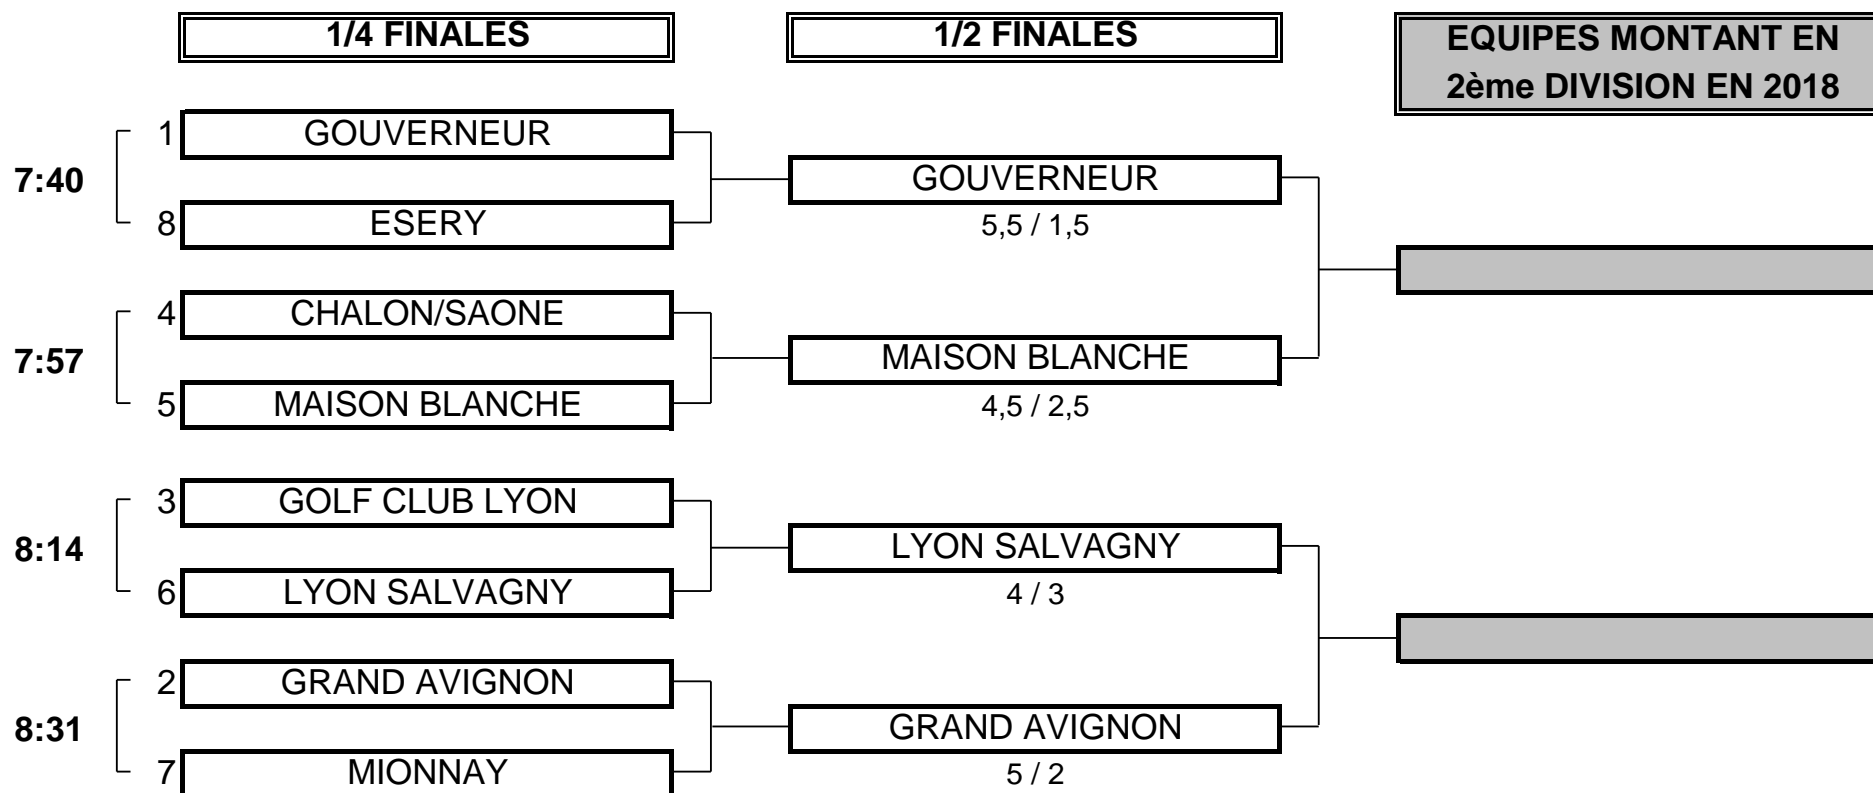 1/4 FINALES
1/2 FINALES
EQUIPES MONTANT EN
2ème DIVISION EN 2018
7:40
1 GOUVERNEUR
8 ESERY
GOUVERNEUR
5,5 / 1,5
7:57
4 CHALON/SAONE
5 MAISON BLANCHE
MAISON BLANCHE
4,5 / 2,5
8:14
3 GOLF CLUB LYON
6 LYON SALVAGNY
LYON SALVAGNY
4 / 3
8:31
2 GRAND AVIGNON
7 MIONNAY
GRAND AVIGNON
5 / 2